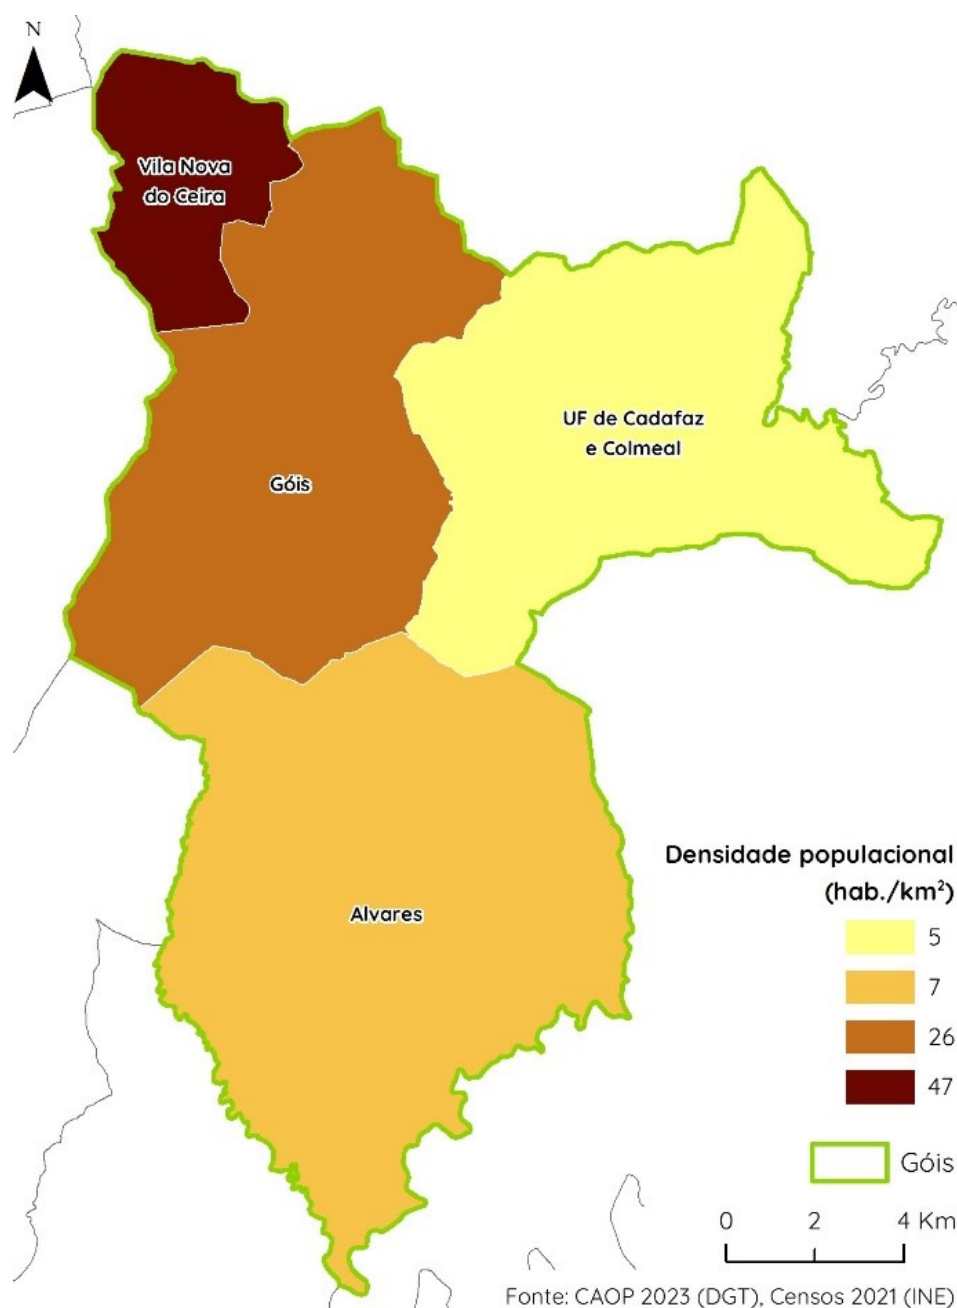 N
Vila Nova
do Ceira
UF de Cadafaz
e Colmeal
Góis
Alvares
Densidade populacional
(hab./km²)
5
7
26
47
Góis
0 2 4 Km
Fonte: CAOP 2023 (DGT), Censos 2021 (INE)